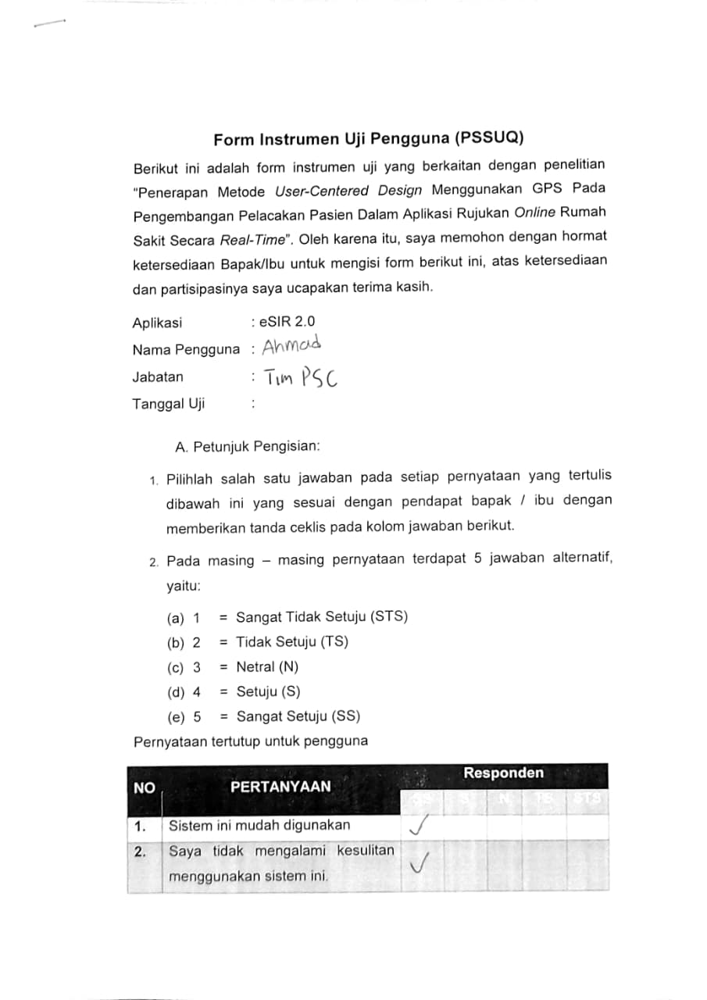 Form Instrumen Uji Pengguna (PSSUQ)
Berikut ini adalah form instrumen uji yang berkaitan dengan penelitian
“Penerapan Metode User-Centered Design Menggunakan GPS Pada
Pengembangan Pelacakan Pasien Dalam Aplikasi Rujukan Online Rumah
Sakit Secara Real-Time”. Oleh karena itu, saya memohon dengan hormat
ketersediaan Bapak/Ibu untuk mengisi form berikut ini, atas ketersediaan
dan partisipasinya saya ucapakan terima kasih.
Aplikasi : eSIR 2.0
Nama Pengguna : Ahmad
Jabatan : Tim PSC
Tanggal Uji :
A. Petunjuk Pengisian:
1. Pilihlah salah satu jawaban pada setiap pernyataan yang tertulis
dibawah ini yang sesuai dengan pendapat bapak / ibu dengan
memberikan tanda ceklis pada kolom jawaban berikut.
2. Pada masing – masing pernyataan terdapat 5 jawaban alternatif,
yaitu:
(a) 1 = Sangat Tidak Setuju (STS)
(b) 2 = Tidak Setuju (TS)
(c) 3 = Netral (N)
(d) 4 = Setuju (S)
(e) 5 = Sangat Setuju (SS)
Pernyataan tertutup untuk pengguna
NO PERTANYAAN Responden
SS S N TS STS
1. Sistem ini mudah digunakan ✓
2. Saya tidak mengalami kesulitan ✓
menggunakan sistem ini.